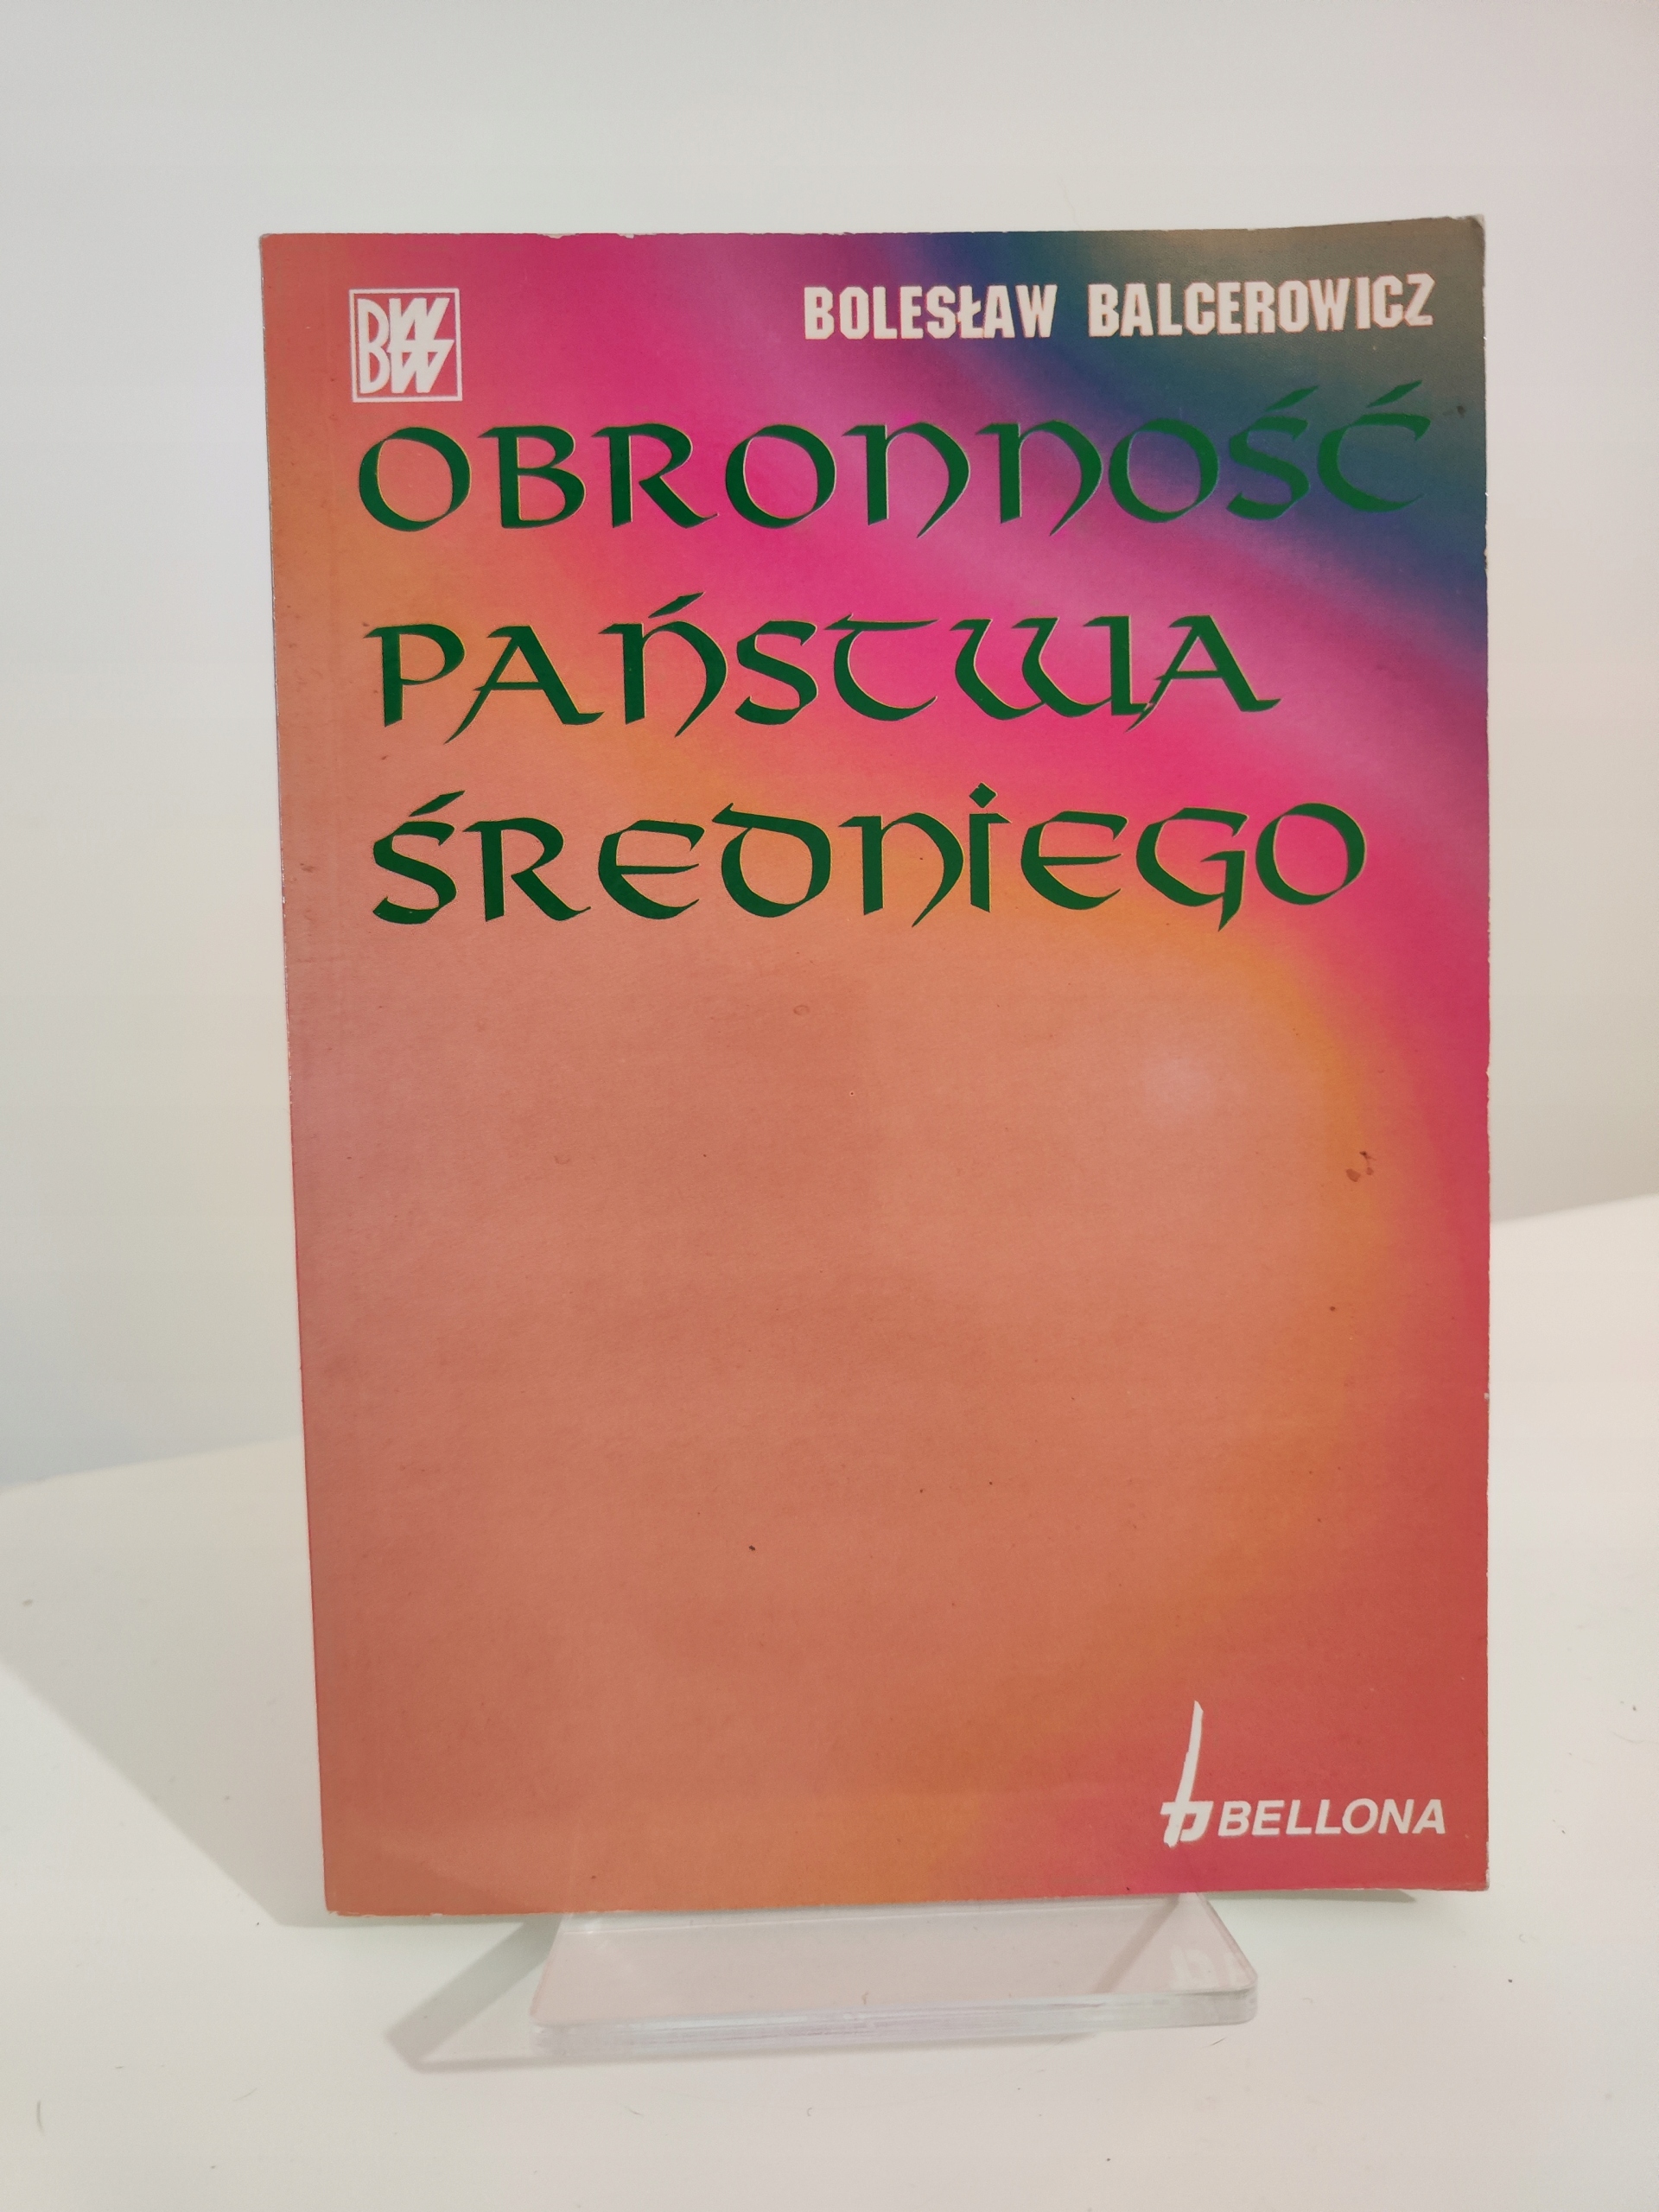 BWW
BOLESŁAW BALCEROWICZ
OBRONNOŚĆ
PAŃSTWA
ŚREDNIEGO
BELLONA